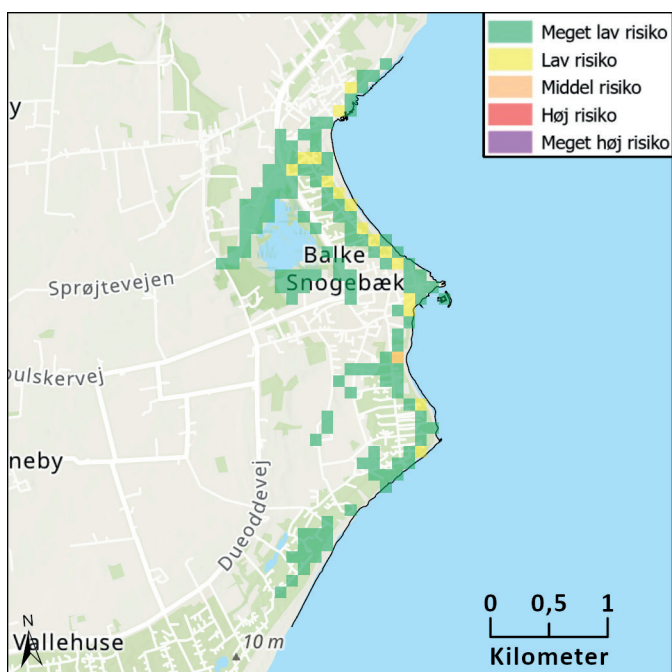 Meget lav risiko
Lav risiko
Middel risiko
Høj risiko
Meget høj risiko
y
Balke
Snogebæk
Sprøjtevejen
oulskervej
neby
Dueoddevej
N
Vallehuse
10 m
0 0,5 1
Kilometer